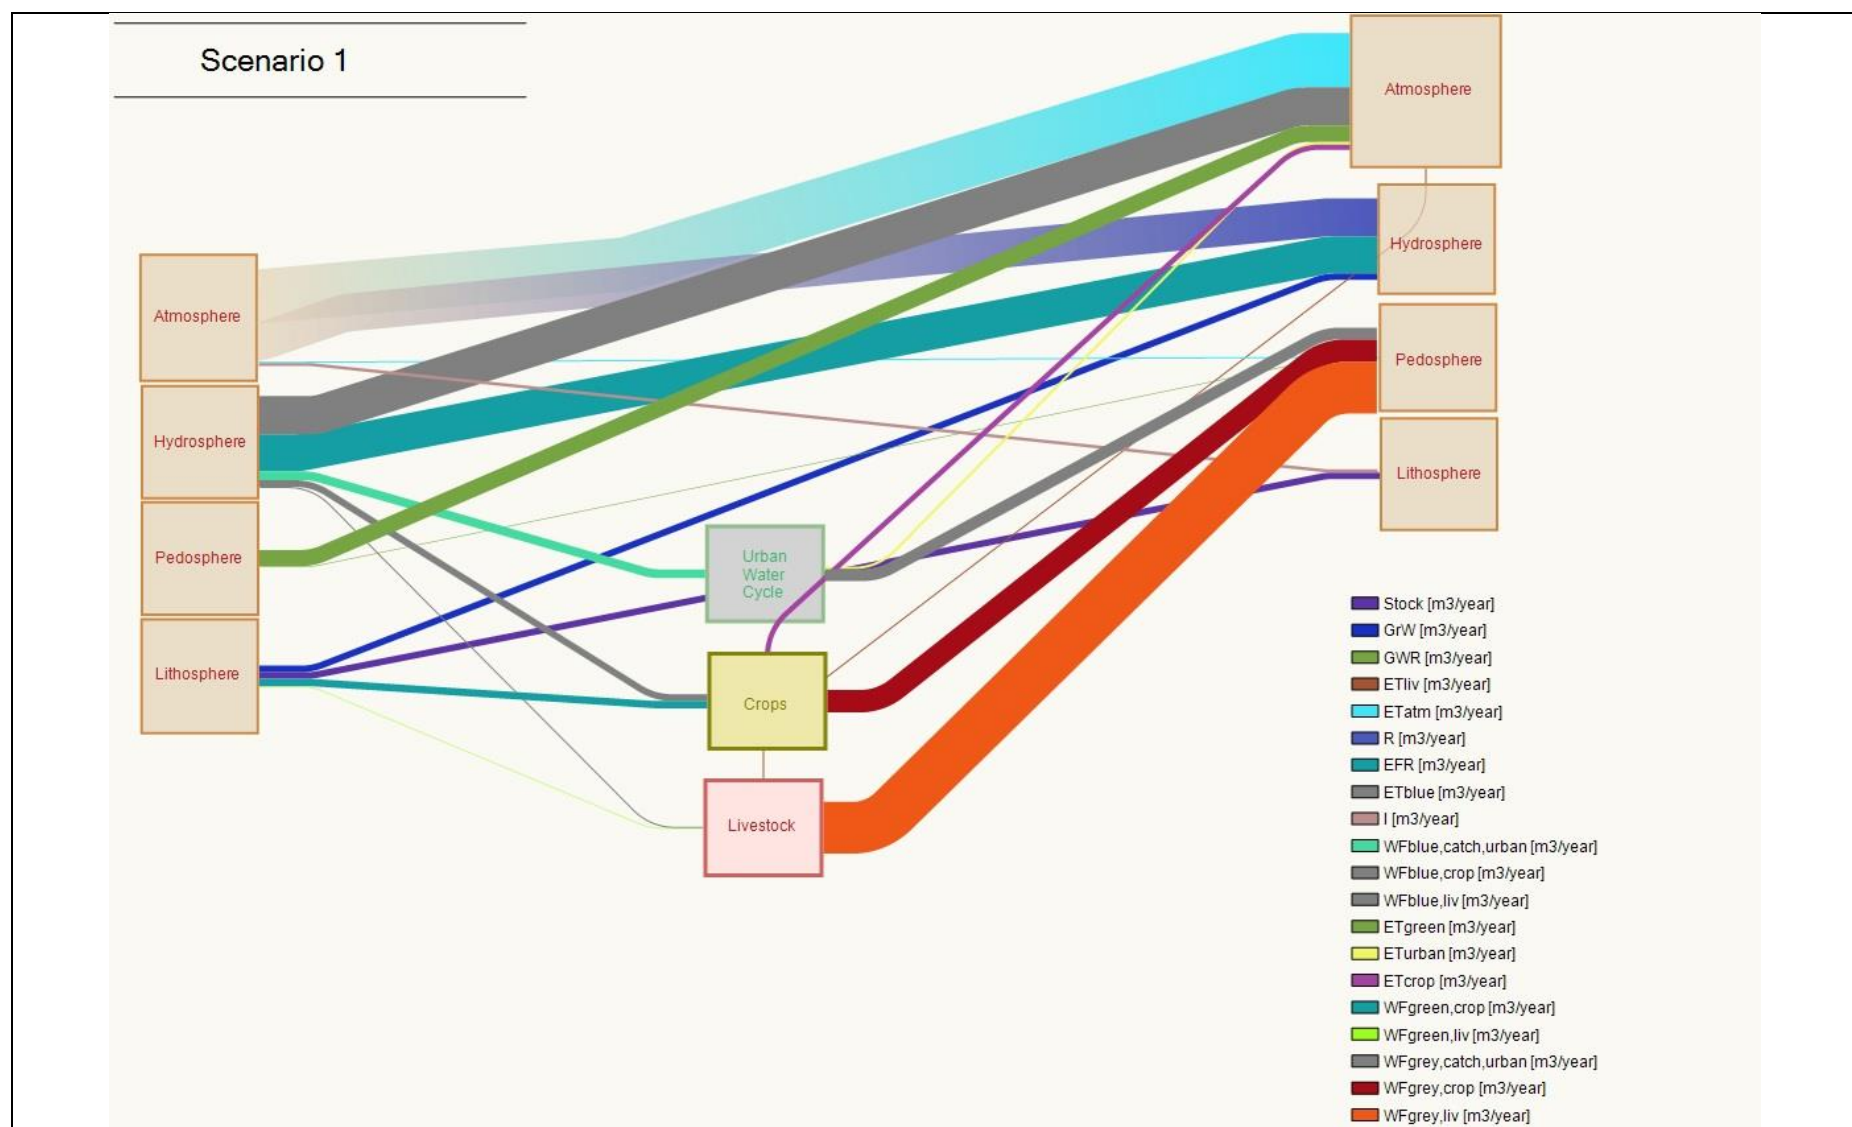 Scenario 1
Atmosphere
Hydrosphere
Pedosphere
Lithosphere
Urban
Water
Cycle
Crops
Livestock
Atmosphere
Hydrosphere
Pedosphere
Lithosphere
Stock [m3/year]
GrW [m3/year]
GWR [m3/year]
ETliv [m3/year]
ETatm [m3/year]
R [m3/year]
EFR [m3/year]
ETblue [m3/year]
I [m3/year]
WFblue,catch,urban [m3/year]
WFblue,crop [m3/year]
WFblue,liv [m3/year]
ETgreen [m3/year]
ETurban [m3/year]
ETcrop [m3/year]
WFgreen,crop [m3/year]
WFgreen,liv [m3/year]
WFgrey,catch,urban [m3/year]
WFgrey,crop [m3/year]
WFgrey,liv [m3/year]